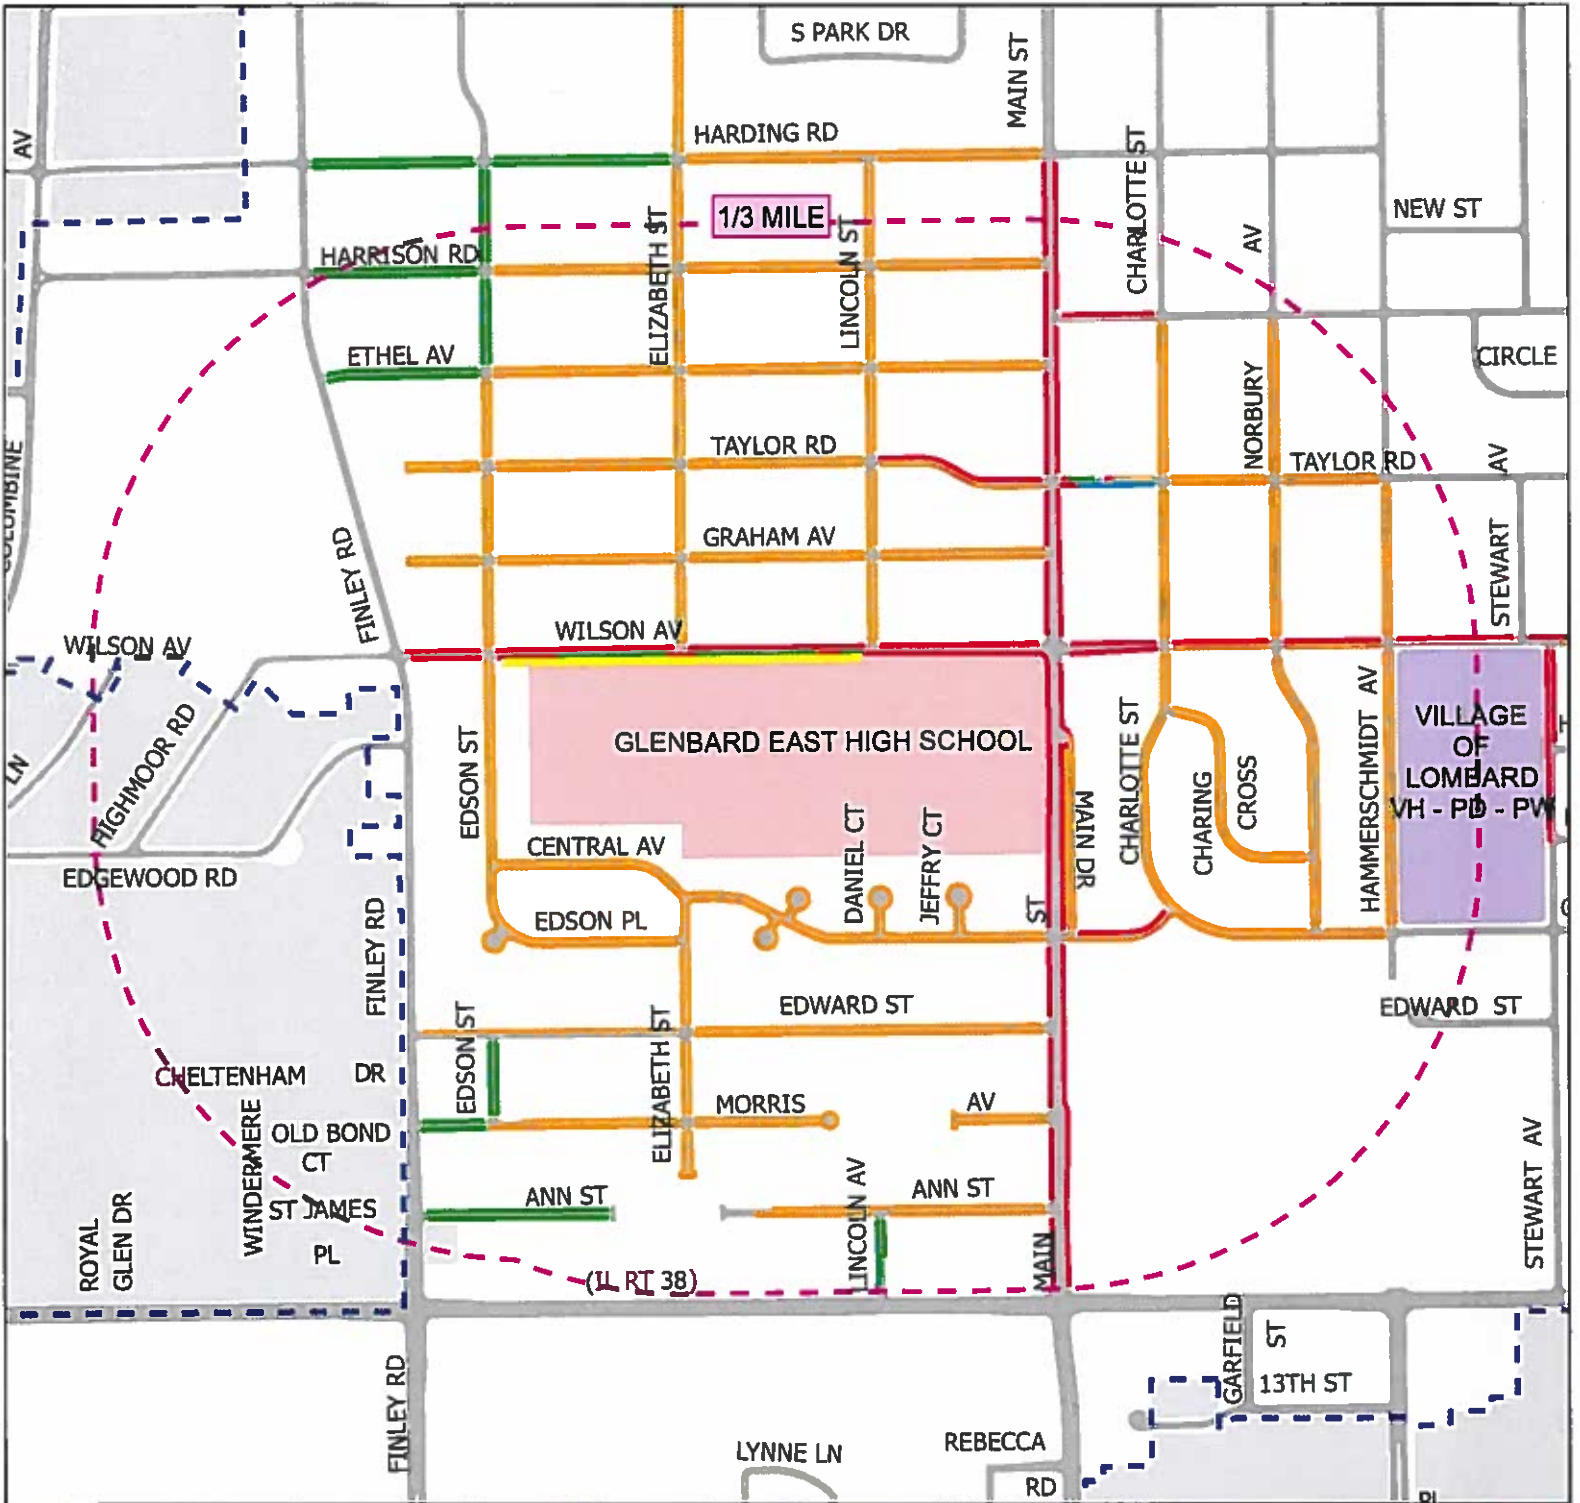 S PARK DR
MAIN ST
AV
HARDING RD
CHARLOTTE ST
1/3 MILE
NEW ST
ELIZABETH ST
LINCOLN ST
AV
HARRISON RD
ETHEL AV
CIRCLE
NORBURY
TAYLOR RD
TAYLOR RD
AV
COLUMBINE
FINLEY RD
GRAHAM AV
STEWART
WILSON AV
WILSON AV
GLENBARD EAST HIGH SCHOOL
VILLAGE
OF
LOMBARD
VH - PD - PW
HIGHMOOR RD
LN
EDSON ST
CHARLOTTE ST
CHARING
CROSS
HAMMERSCHMIDT AV
MAIN DR
CENTRAL AV
DANIEL CT
JEFFRY CT
EDGEWOOD RD
EDSON PL
ST
FINLEY RD
EDWARD ST
EDWARD ST
EDSON ST
ELIZABETH ST
CHELTENHAM DR
MORRIS AV
WINDERMERE
OLD BOND
CT
ST JAMES
PL
ANN ST
ANN ST
LINCOLN AV
STEWART AV
ROYAL
GLEN DR
MAIN
(IL RT 38)
GARFIELD
ST
13TH ST
FINLEY RD
LYNNE LN
REBECCA
RD